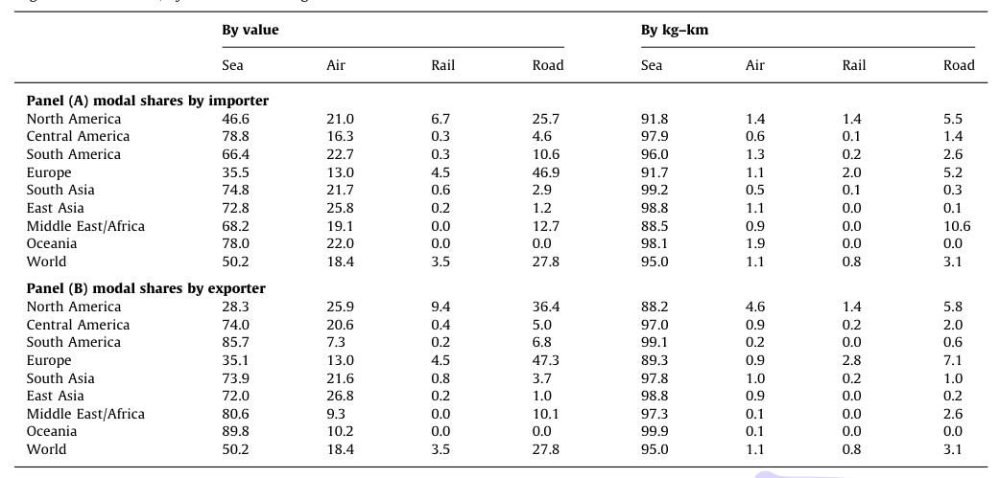 By value By kg–km
Sea Air Rail Road Sea Air Rail Road
Panel (A) modal shares by importer
North America 46.6 21.0 6.7 25.7 91.8 1.4 1.4 5.5
Central America 78.8 16.3 0.3 4.6 97.9 0.6 0.1 1.4
South America 66.4 22.7 0.3 10.6 96.0 1.3 0.2 2.6
Europe 35.5 13.0 4.5 46.9 91.7 1.1 2.0 5.2
South Asia 74.8 21.7 0.6 2.9 99.2 0.5 0.1 0.3
East Asia 72.8 25.8 0.2 1.2 98.8 1.1 0.0 0.1
Middle East/Africa 68.2 19.1 0.0 12.7 88.5 0.9 0.0 10.6
Oceania 78.0 22.0 0.0 0.0 98.1 1.9 0.0 0.0
World 50.2 18.4 3.5 27.8 95.0 1.1 0.8 3.1
Panel (B) modal shares by exporter
North America 28.3 25.9 9.4 36.4 88.2 4.6 1.4 5.8
Central America 74.0 20.6 0.4 5.0 97.0 0.9 0.2 2.0
South America 85.7 7.3 0.2 6.8 99.1 0.2 0.0 0.6
Europe 35.1 13.0 4.5 47.3 89.3 0.9 2.8 7.1
South Asia 73.9 21.6 0.8 3.7 97.8 1.0 0.2 1.0
East Asia 72.0 26.8 0.2 1.0 98.8 0.9 0.0 0.2
Middle East/Africa 80.6 9.3 0.0 10.1 97.3 0.1 0.0 2.6
Oceania 89.8 10.2 0.0 0.0 99.9 0.1 0.0 0.0
World 50.2 18.4 3.5 27.8 95.0 1.1 0.8 3.1